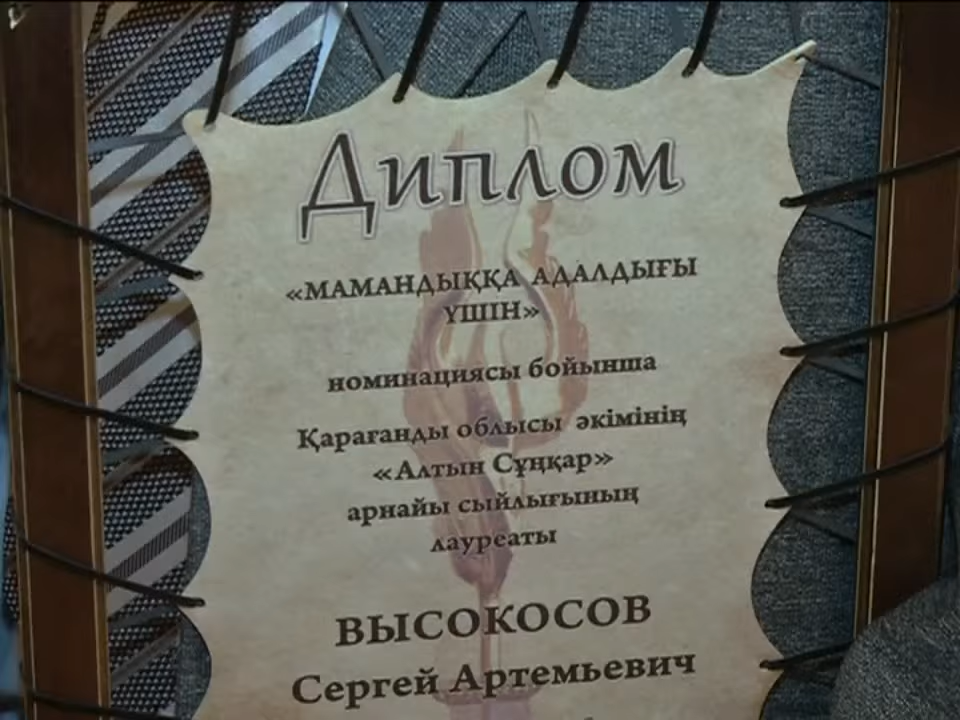 Диплом
«МАМАНДЫҚҚА АДАЛДЫҒЫ
ҮШІН»
номинациясы бойынша
Қарағанды облысы әкімінің
«Алтын Сұңқар»
арнайы сыйлығының
лауреаты
ВЫСОКОСОВ
Сергей Артемьевич